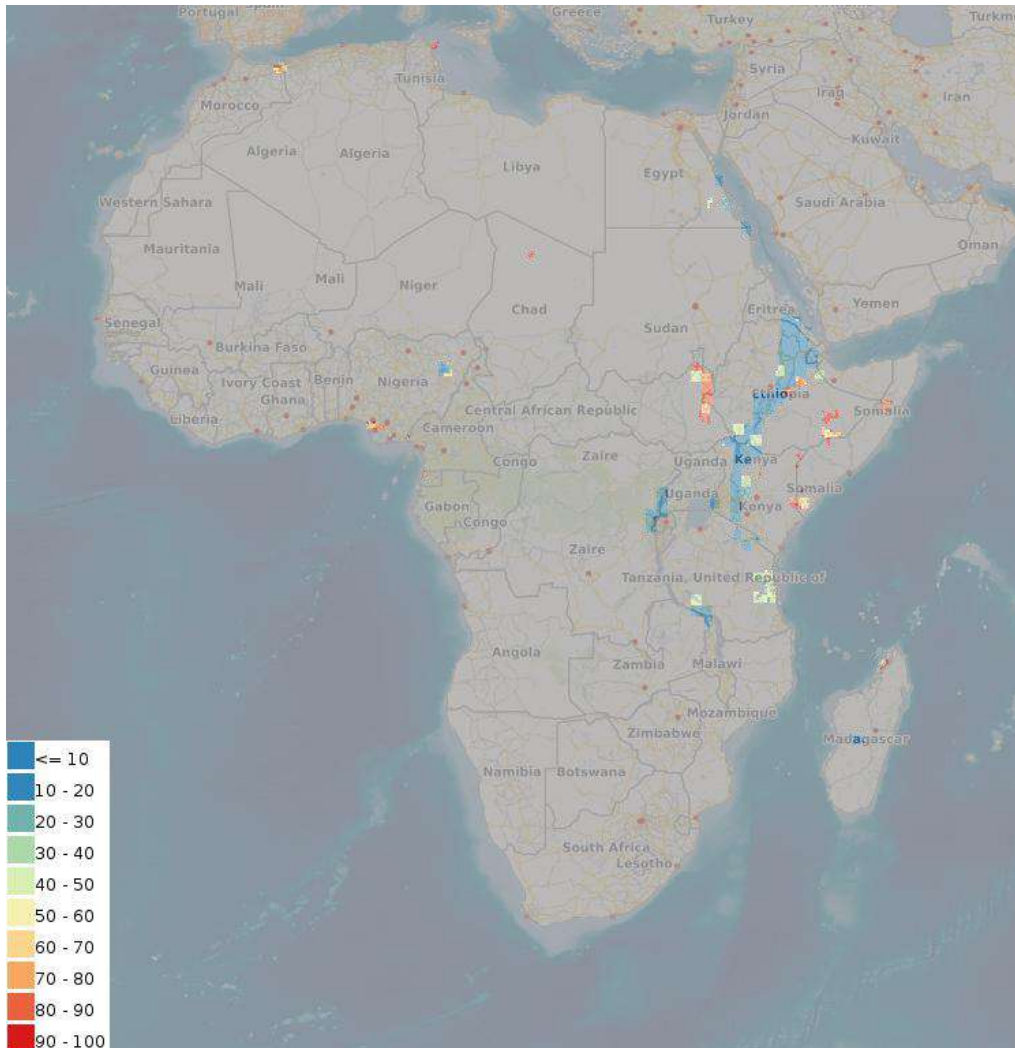 Portugal
Spain
Greece
Turkey
Turkm
Tunisia
Syria
Morocco
Iraq
Iran
Jordan
Algeria
Algeria
Kuwait
Libya
Egypt
Western Sahara
Saudi Arabia
Mauritania
Oman
Mali
Mali
Niger
Chad
Sudan
Eritrea
Yemen
Senegal
Burkina Faso
Guinea
Ivory Coast
Benin
Nigeria
Ghana
Ethiopia
Liberia
Central African Republic
Somalia
Cameroon
Congo
Zaire
Uganda
Kenya
Uganda
Somalia
Gabon
Kenya
Congo
Zaire
Tanzania, United Republic of
Angola
Zambia
Malawi
Mozambique
Zimbabwe
Madagascar
Namibia
Botswana
South Africa
Lesotho
<= 10
10 - 20
20 - 30
30 - 40
40 - 50
50 - 60
60 - 70
70 - 80
80 - 90
90 - 100